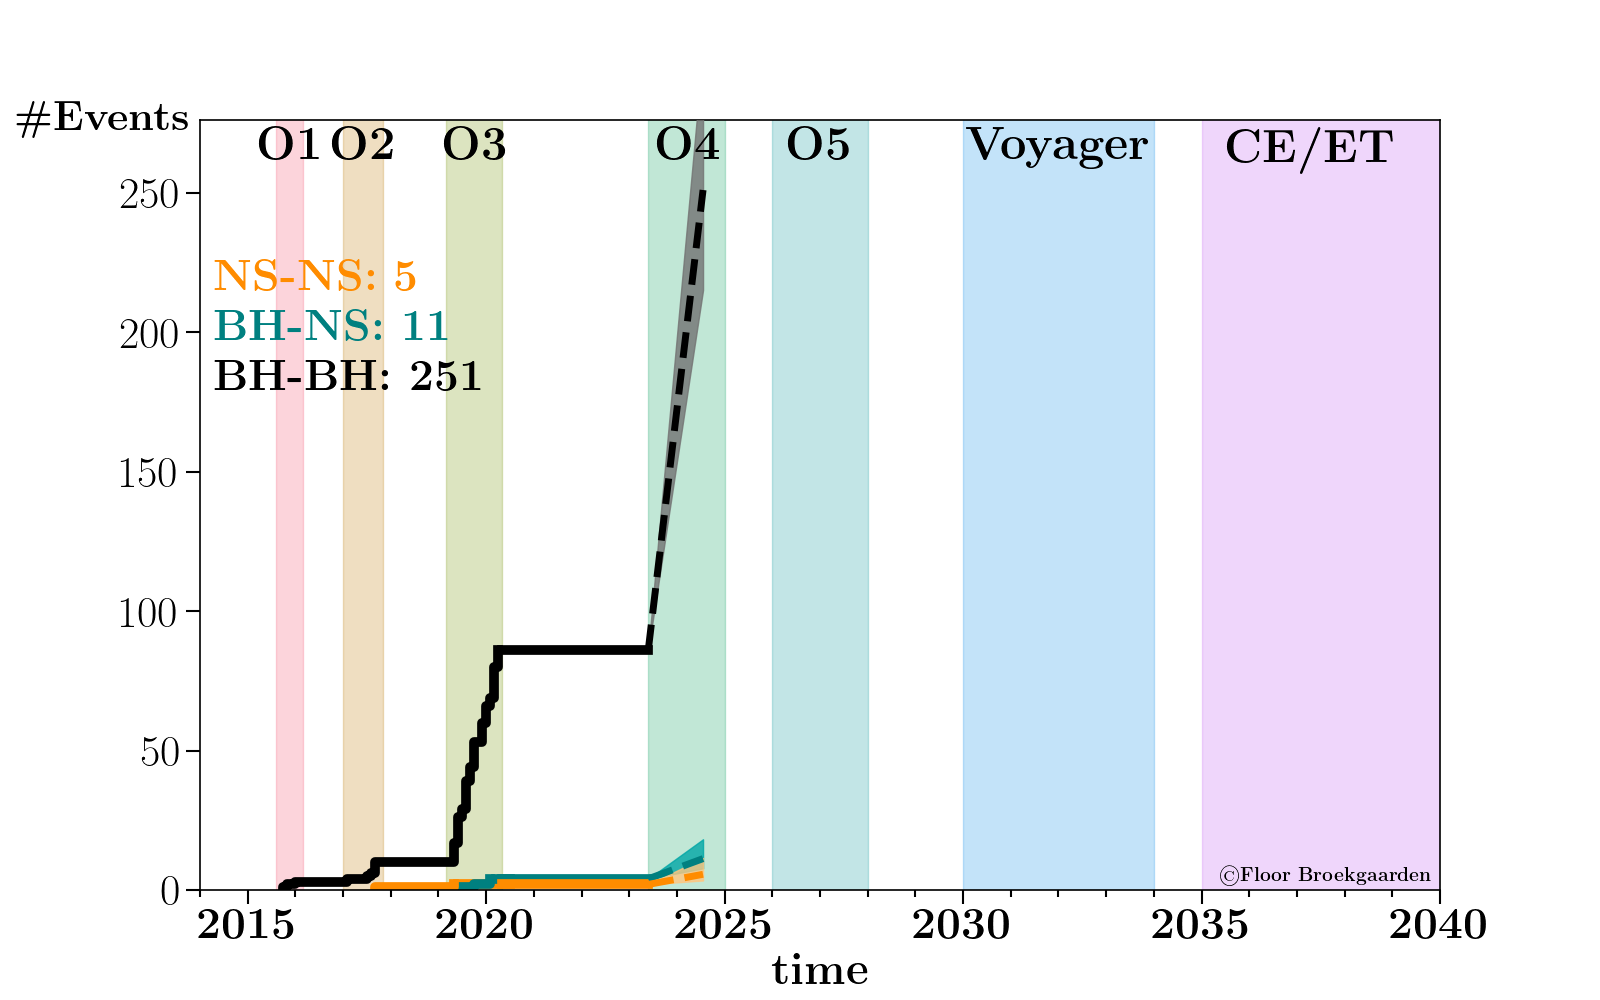 #Events
O1 O2 O3 O4 O5 Voyager CE/ET
250
NS-NS: 5
200
BH-NS: 11
BH-BH: 251
150
100
50
©Floor Broekgaarden
0
2015 2020 2025 2030 2035 2040
time